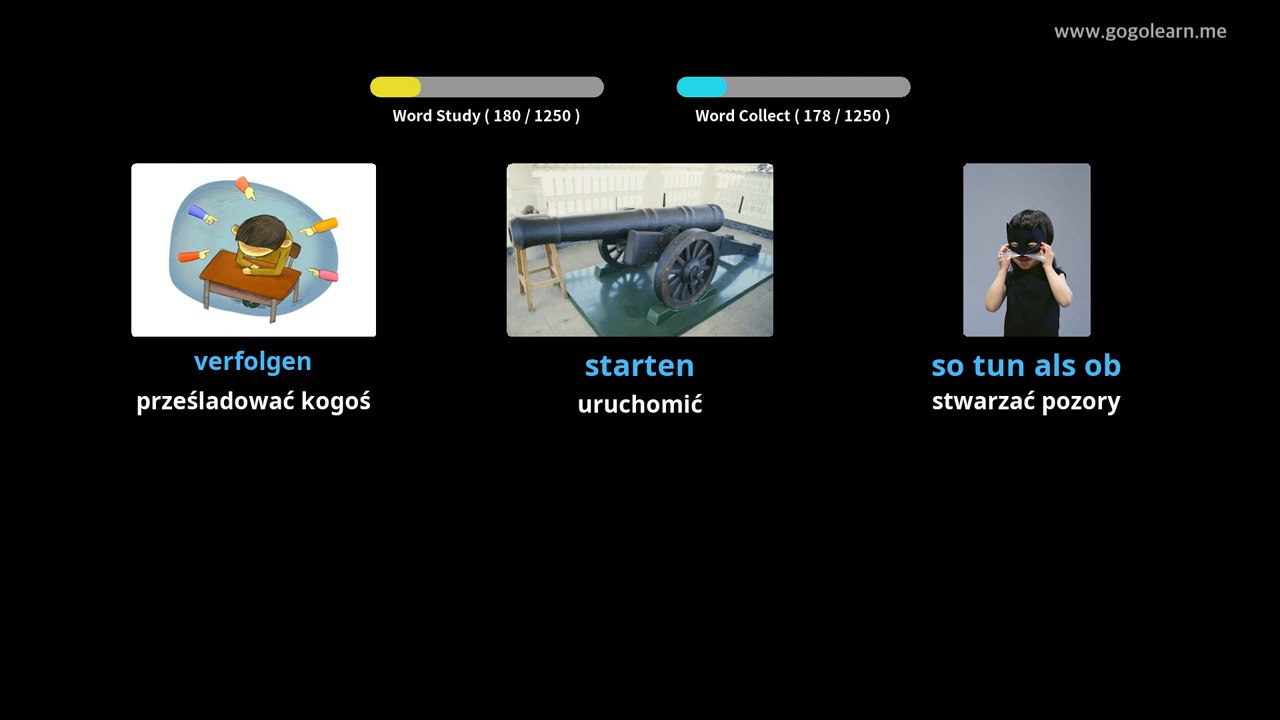 www.gogolearn.me
Word Study ( 180 / 1250 )
Word Collect ( 178 / 1250 )
verfolgen
prześladować kogoś
starten
uruchomić
so tun als ob
stwarzać pozory